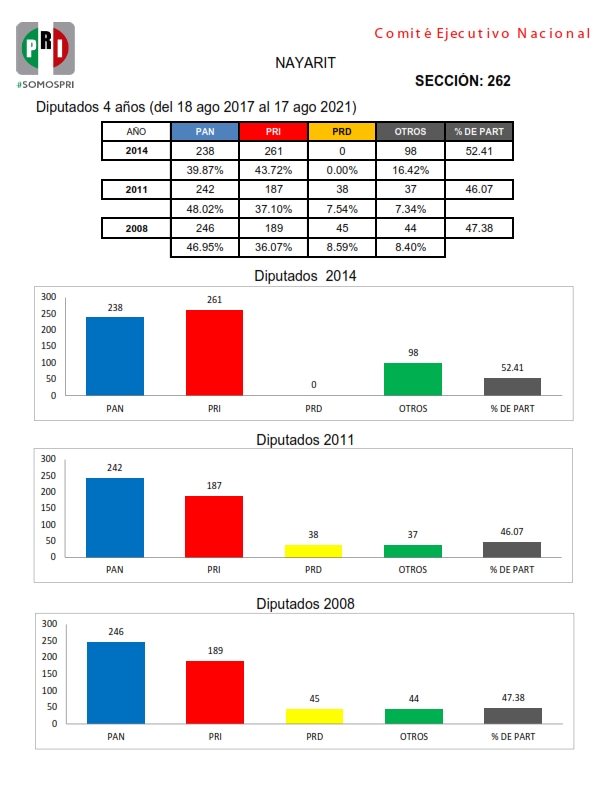 Comité Ejecutivo Nacional
PRI
#SOMOSPRI
NAYARIT
SECCIÓN: 262
Diputados 4 años (del 18 ago 2017 al 17 ago 2021)
AÑO PAN PRI PRD OTROS % DE PART
2014 238 261 0 98 52.41
39.87% 43.72% 0.00% 16.42%
2011 242 187 38 37 46.07
48.02% 37.10% 7.54% 7.34%
2008 246 189 45 44 47.38
46.95% 36.07% 8.59% 8.40%
Diputados 2014
300
250
200
150
100
50
0
238 261 0 98 52.41
PAN PRI PRD OTROS % DE PART
Diputados 2011
300
250
200
150
100
50
0
242 187 38 37 46.07
PAN PRI PRD OTROS % DE PART
Diputados 2008
300
250
200
150
100
50
0
246 189 45 44 47.38
PAN PRI PRD OTROS % DE PART